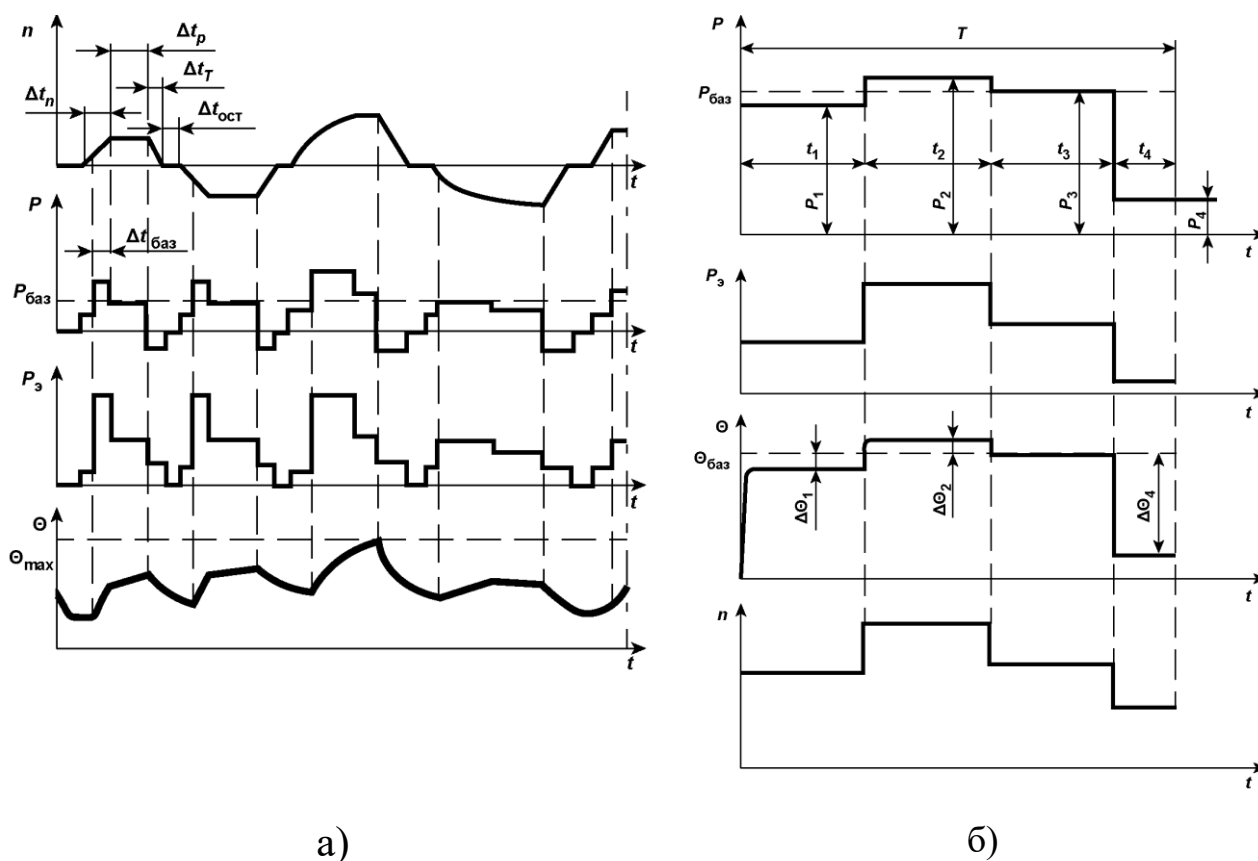 n
Δtp
ΔtT
Δtn
Δtост
t
P
Δtбаз
Pбаз
t
Pэ
t
Θ
Θmax
t
а)
P
T
Pбаз
t1
t2
t3
t4
P1
P2
P3
P4
t
Pэ
t
Θ
Θбаз
ΔΘ1
ΔΘ2
ΔΘ4
t
n
t
б)